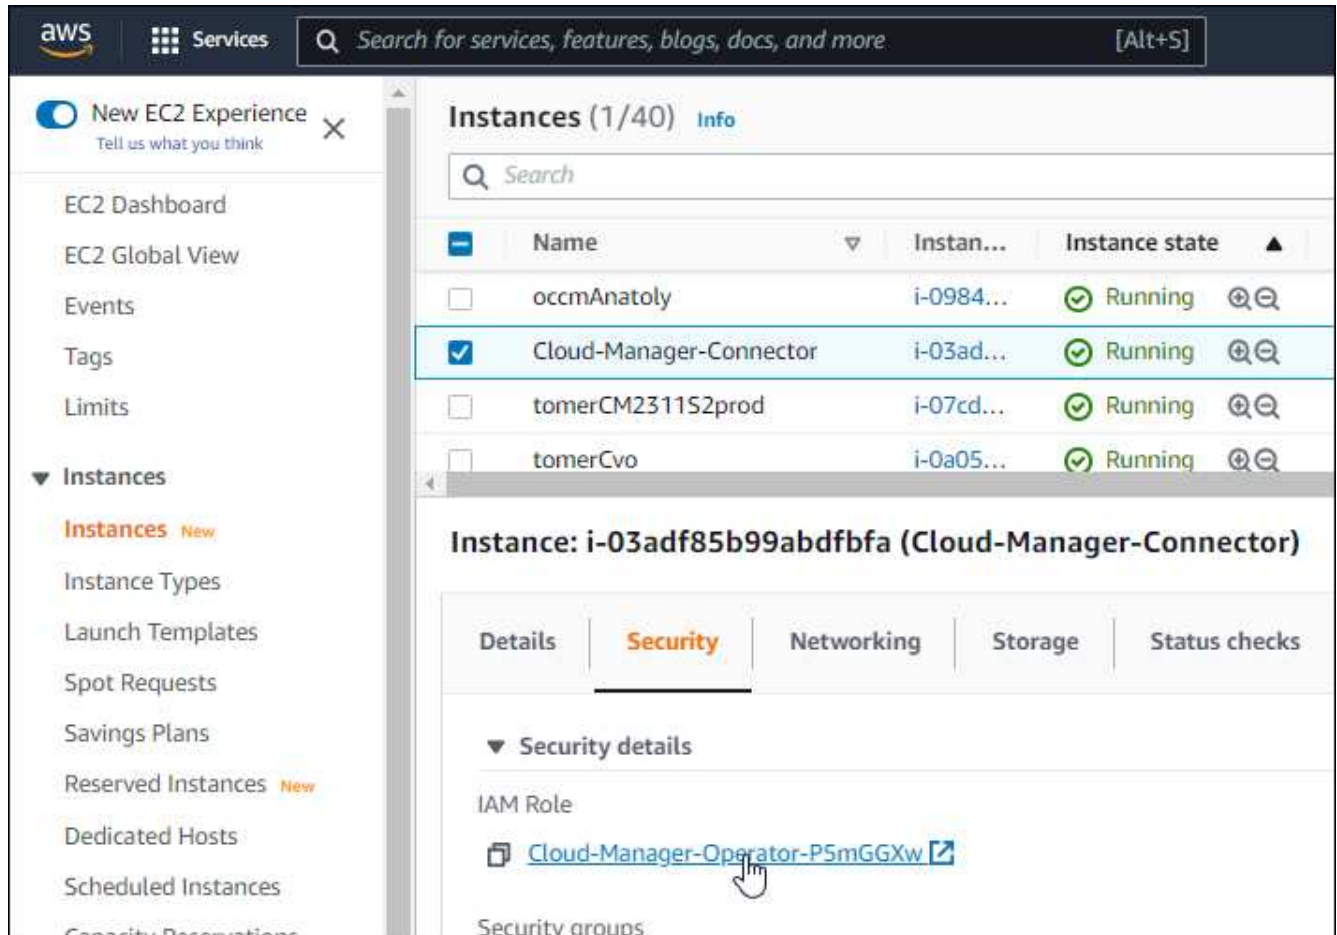 aws Services Search for services, features, blogs, docs, and more [Alt+S]
New EC2 Experience
Tell us what you think
EC2 Dashboard
EC2 Global View
Events
Tags
Limits
Instances
Instances New
Instance Types
Launch Templates
Spot Requests
Savings Plans
Reserved Instances New
Dedicated Hosts
Scheduled Instances
Capacity Reservations
Instances (1/40) Info
Search
Name Instan... Instance state
occmAnatoly i-0984... Running
Cloud-Manager-Connector i-03ad... Running
tomerCM2311S2prod i-07cd... Running
tomerCvo i-0a05... Running
Instance: i-03adf85b99abdfbfa (Cloud-Manager-Connector)
Details Security Networking Storage Status checks
Security details
IAM Role
Cloud-Manager-Operator-P5mGGXw
Security groups